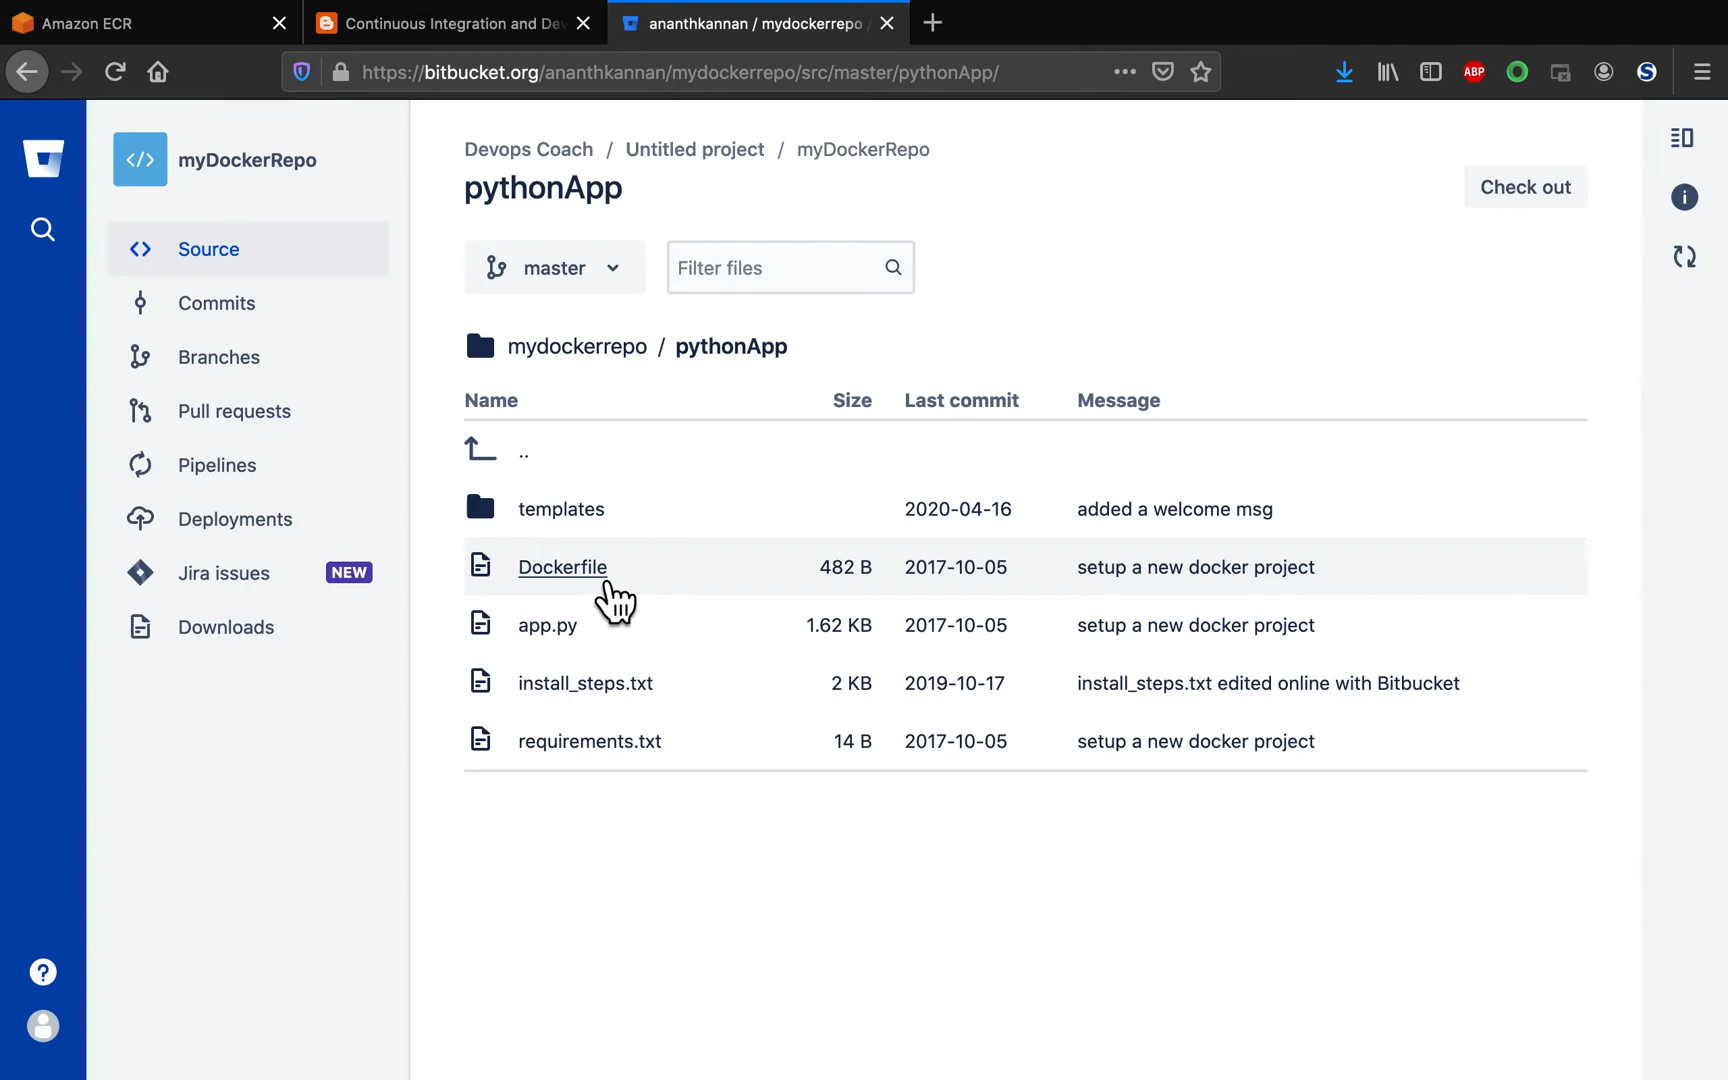 Amazon ECR
Continuous Integration and Dev
ananthkannan / mydockerrepo /
https://bitbucket.org/ananthkannan/mydockerrepo/src/master/pythonApp/
ABP
S
</> myDockerRepo
Source
Commits
Branches
Pull requests
Pipelines
Deployments
Jira issues NEW
Downloads
Devops Coach / Untitled project / myDockerRepo
pythonApp
Check out
master
Filter files
mydockerrepo / pythonApp
Name Size Last commit Message
..
templates 2020-04-16 added a welcome msg
Dockerfile 482 B 2017-10-05 setup a new docker project
app.py 1.62 KB 2017-10-05 setup a new docker project
install_steps.txt 2 KB 2019-10-17 install_steps.txt edited online with Bitbucket
requirements.txt 14 B 2017-10-05 setup a new docker project